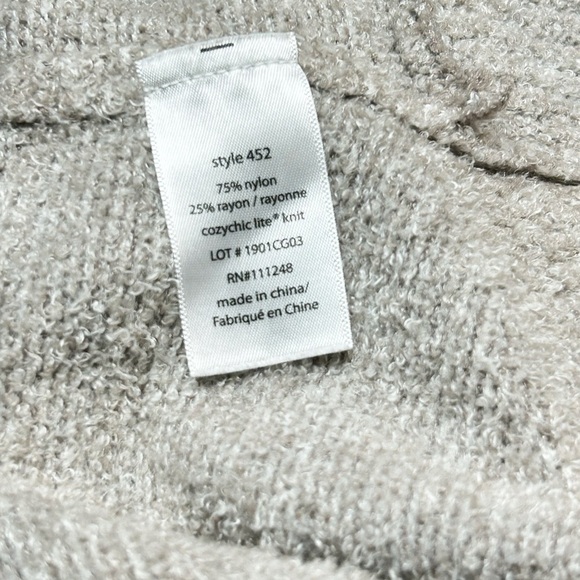 style 452
75% nylon
25% rayon / rayonne
cozychic lite® knit
LOT # 1901CG03
RN#111248
made in china/
Fabriqué en Chine